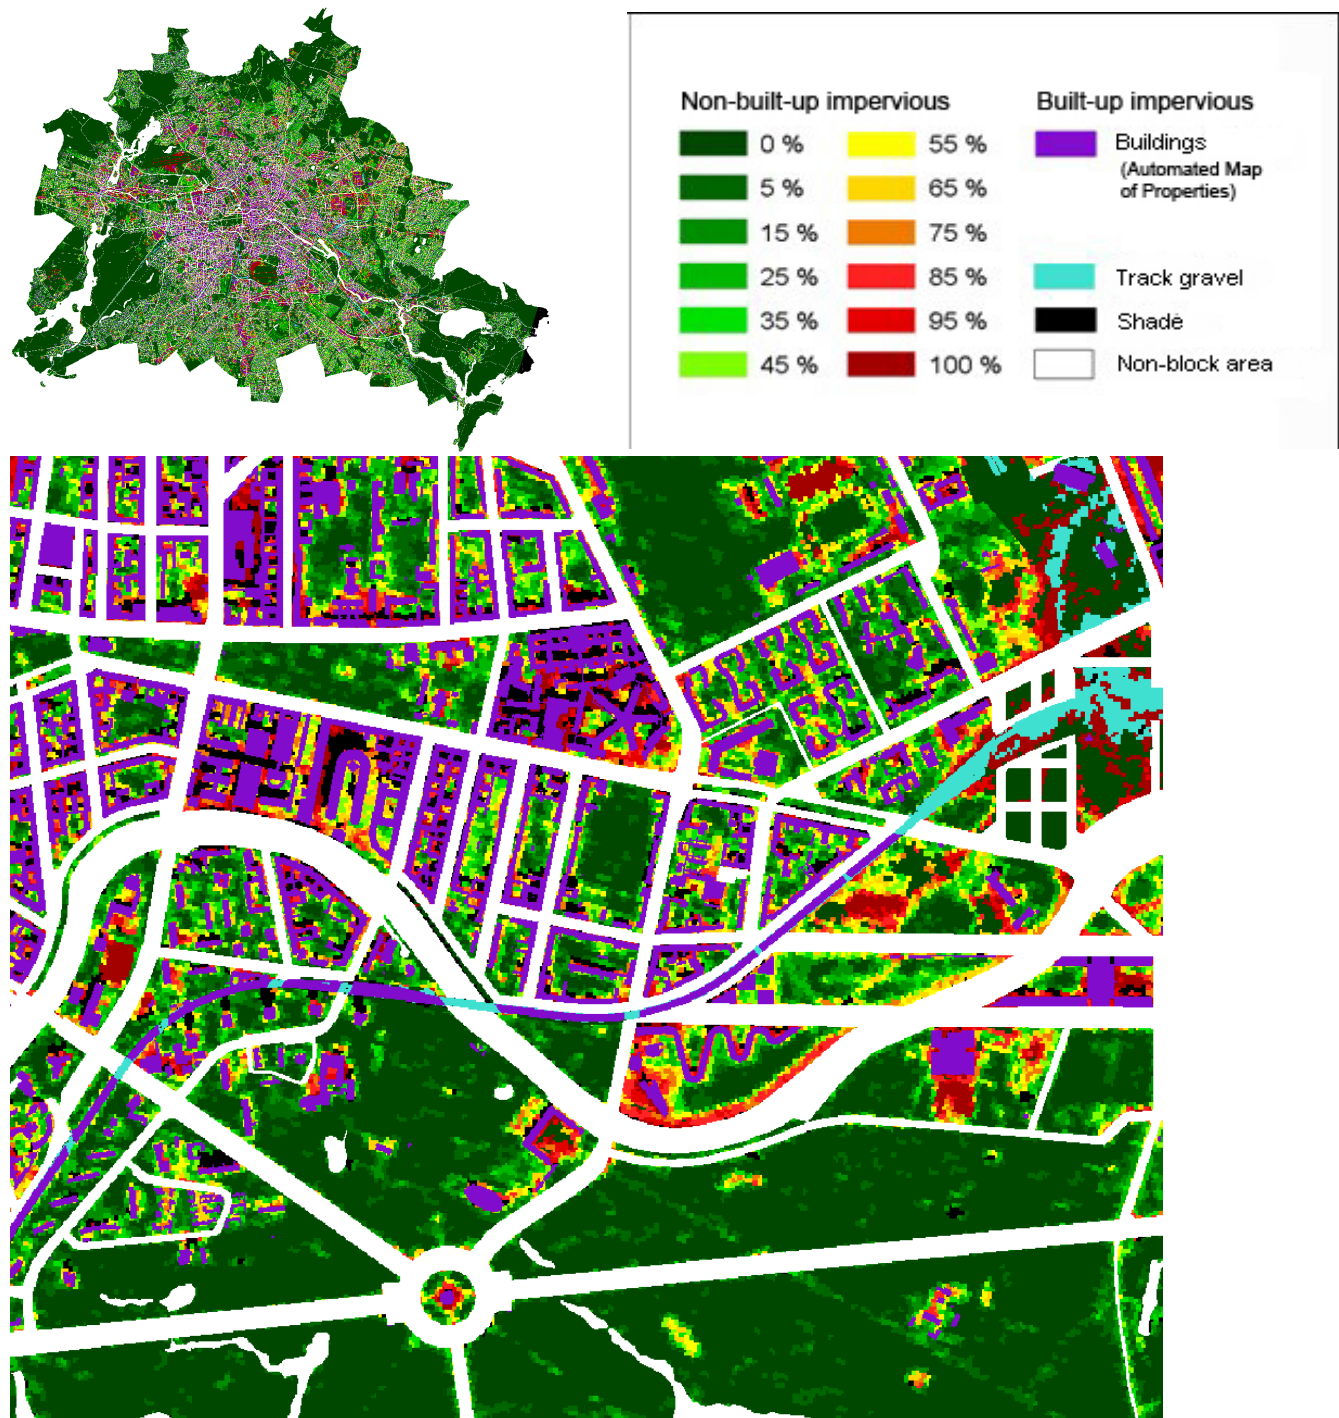 Non-built-up impervious
Built-up impervious
0 %
55 %
Buildings
(Automated Map
of Properties)
5 %
65 %
15 %
75 %
25 %
85 %
Track gravel
35 %
95 %
Shade
45 %
100 %
Non-block area